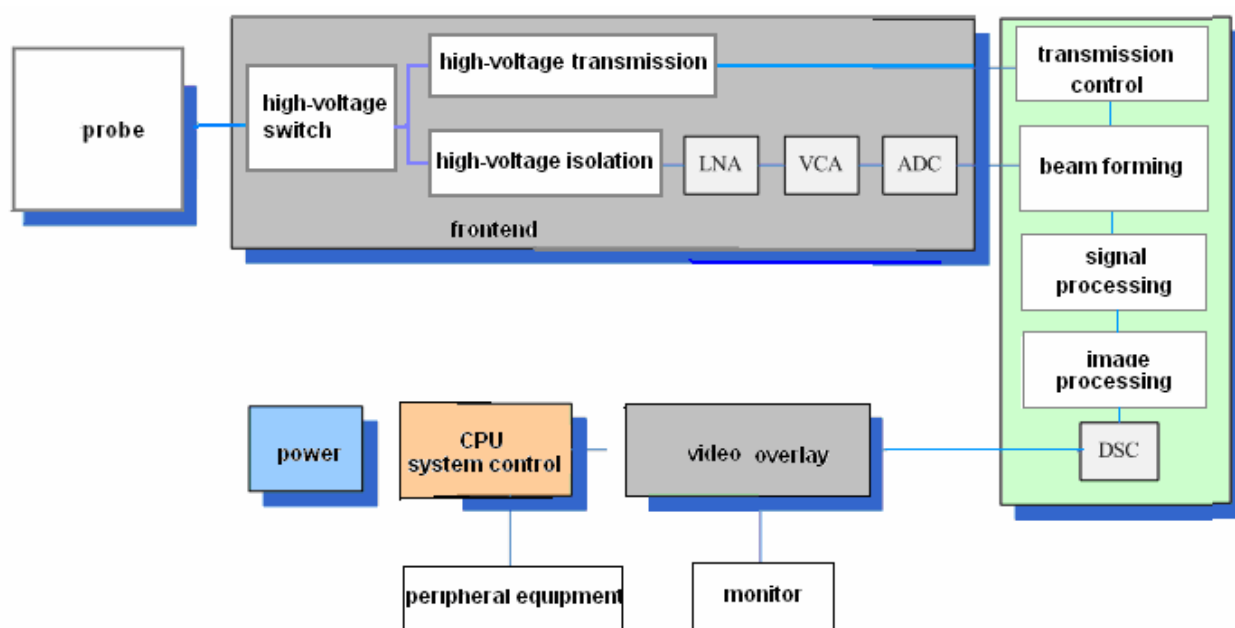 probe
high-voltage
switch
high-voltage transmission
high-voltage isolation
LNA
VCA
ADC
frontend
transmission
control
beam forming
signal
processing
image
processing
DSC
power
CPU
system control
video overlay
peripheral equipment
monitor